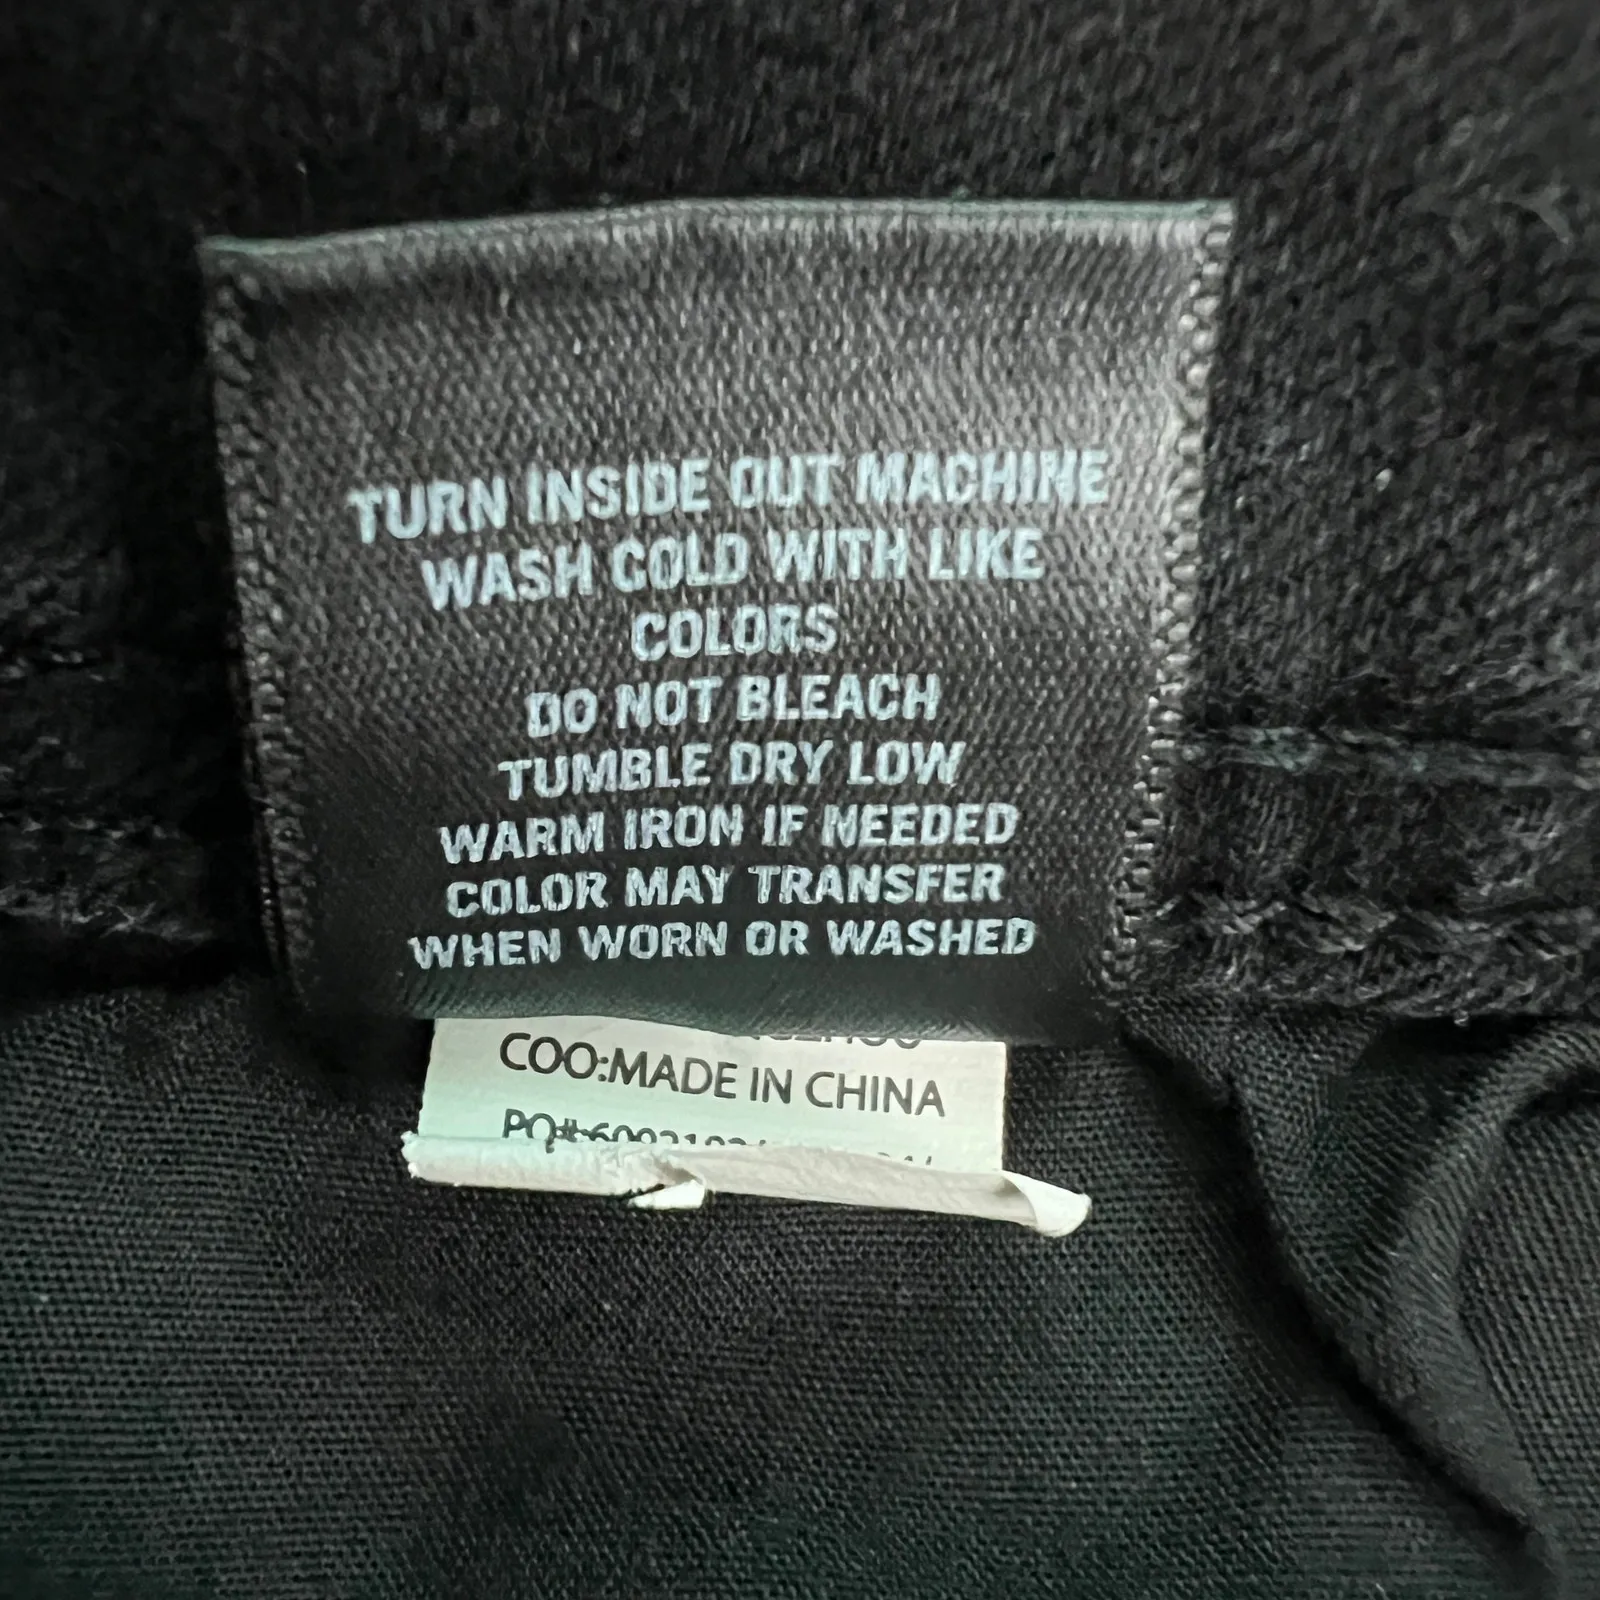 TURN INSIDE OUT MACHINE
WASH COLD WITH LIKE
COLORS
DO NOT BLEACH
TUMBLE DRY LOW
WARM IRON IF NEEDED
COLOR MAY TRANSFER
WHEN WORN OR WASHED
COO:MADE IN CHINA